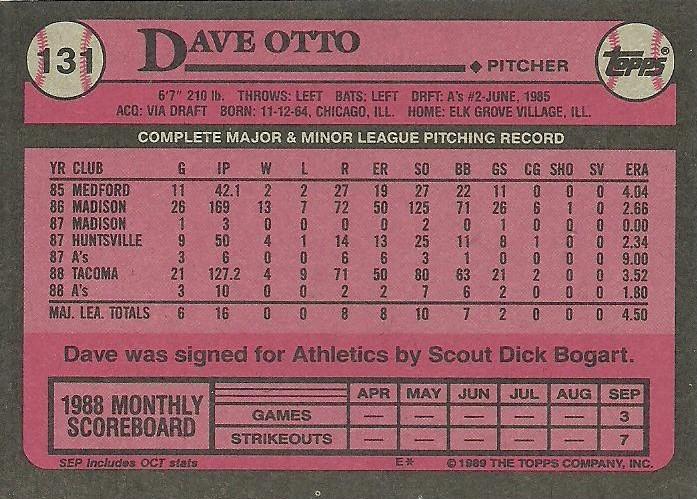 131 DAVE OTTO PITCHER TOPPS®
6'7" 210 lb. THROWS: LEFT BATS: LEFT DRFT: A's #2-JUNE, 1985
ACQ: VIA DRAFT BORN: 11-12-64, CHICAGO, ILL. HOME: ELK GROVE VILLAGE, ILL.
COMPLETE MAJOR & MINOR LEAGUE PITCHING RECORD
YR CLUB G IP W L R ER SO BB GS CG SHO SV ERA
85 MEDFORD 11 42.1 2 2 27 19 27 22 11 0 0 0 4.04
86 MADISON 26 169 13 7 72 50 125 71 26 6 1 0 2.66
87 MADISON 1 3 0 0 0 0 2 0 1 0 0 0 0.00
87 HUNTSVILLE 9 50 4 1 14 13 25 11 8 1 0 0 2.34
87 A's 3 6 0 0 6 6 3 1 0 0 0 0 9.00
88 TACOMA 21 127.2 4 9 71 50 80 63 21 2 0 0 3.52
88 A's 3 10 0 0 2 2 7 6 2 0 0 0 1.80
MAJ. LEA. TOTALS 6 16 0 0 8 8 10 7 2 0 0 0 4.50
Dave was signed for Athletics by Scout Dick Bogart.
1988 MONTHLY SCOREBOARD
APR MAY JUN JUL AUG SEP
GAMES — — — — — 3
STRIKEOUTS — — — — — 7
SEP includes OCT stats E* © 1989 THE TOPPS COMPANY, INC.